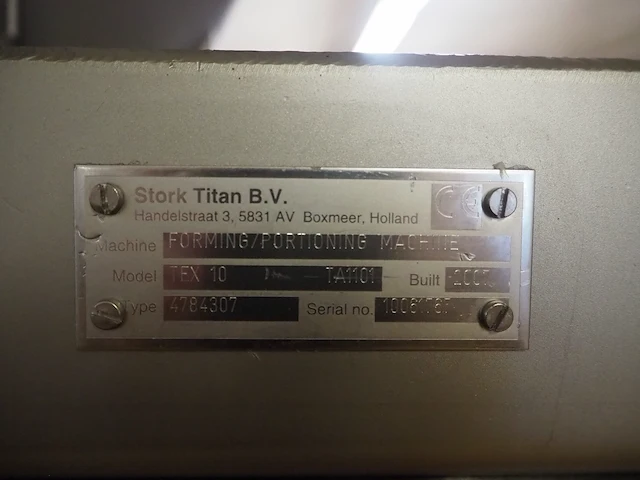 Stork Titan B.V.
Handelstraat 3, 5831 AV Boxmeer, Holland
CE
Machine FORMING/PORTIONING MACHINE
Model TEX 10 TA1101 Built
Type 4784307 Serial no.